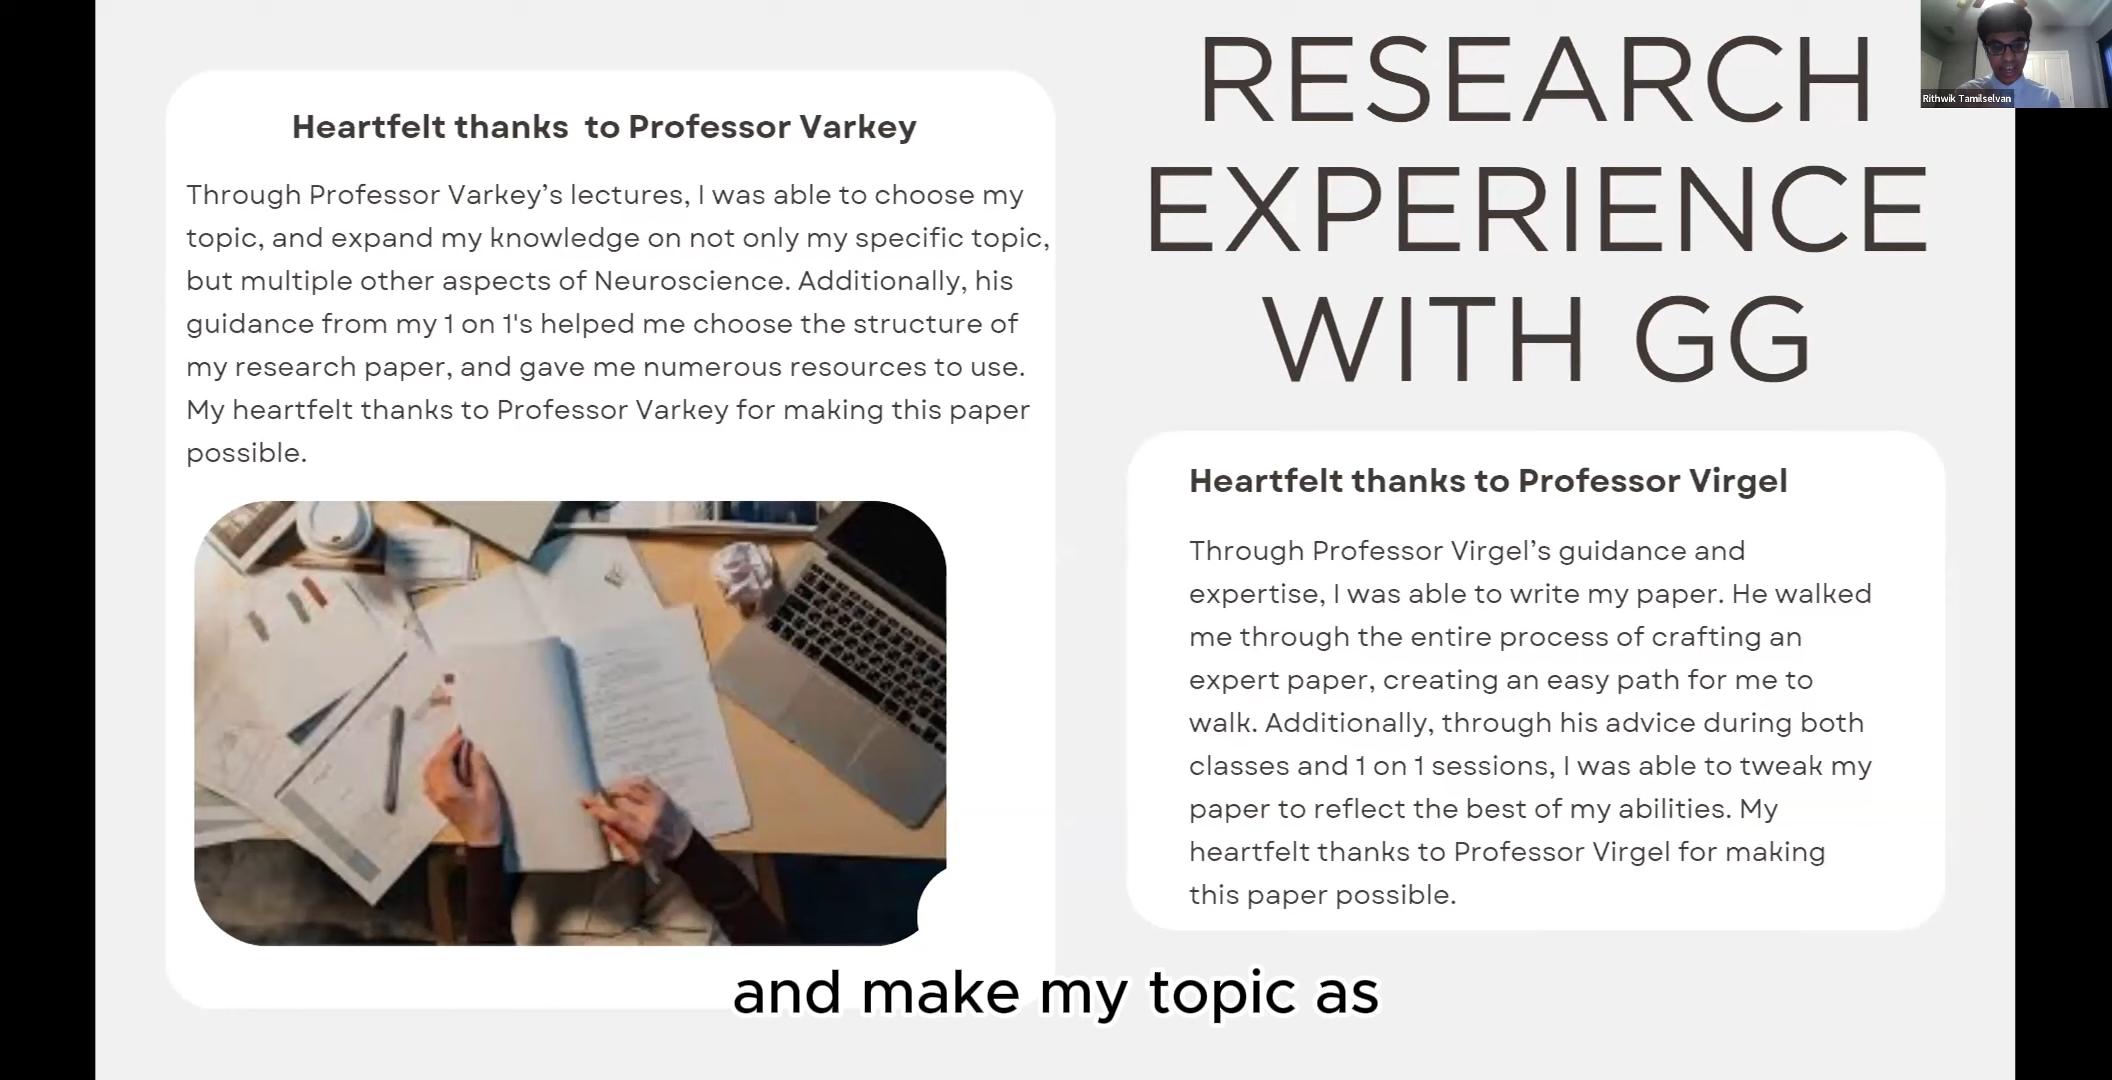 RESEARCH
EXPERIENCE
WITH GG
Rithwik Tamilselvan
Heartfelt thanks to Professor Varkey
Through Professor Varkey’s lectures, I was able to choose my
topic, and expand my knowledge on not only my specific topic,
but multiple other aspects of Neuroscience. Additionally, his
guidance from my 1 on 1's helped me choose the structure of
my research paper, and gave me numerous resources to use.
My heartfelt thanks to Professor Varkey for making this paper
possible.
Heartfelt thanks to Professor Virgel
Through Professor Virgel’s guidance and
expertise, I was able to write my paper. He walked
me through the entire process of crafting an
expert paper, creating an easy path for me to
walk. Additionally, through his advice during both
classes and 1 on 1 sessions, I was able to tweak my
paper to reflect the best of my abilities. My
heartfelt thanks to Professor Virgel for making
this paper possible.
and make my topic as